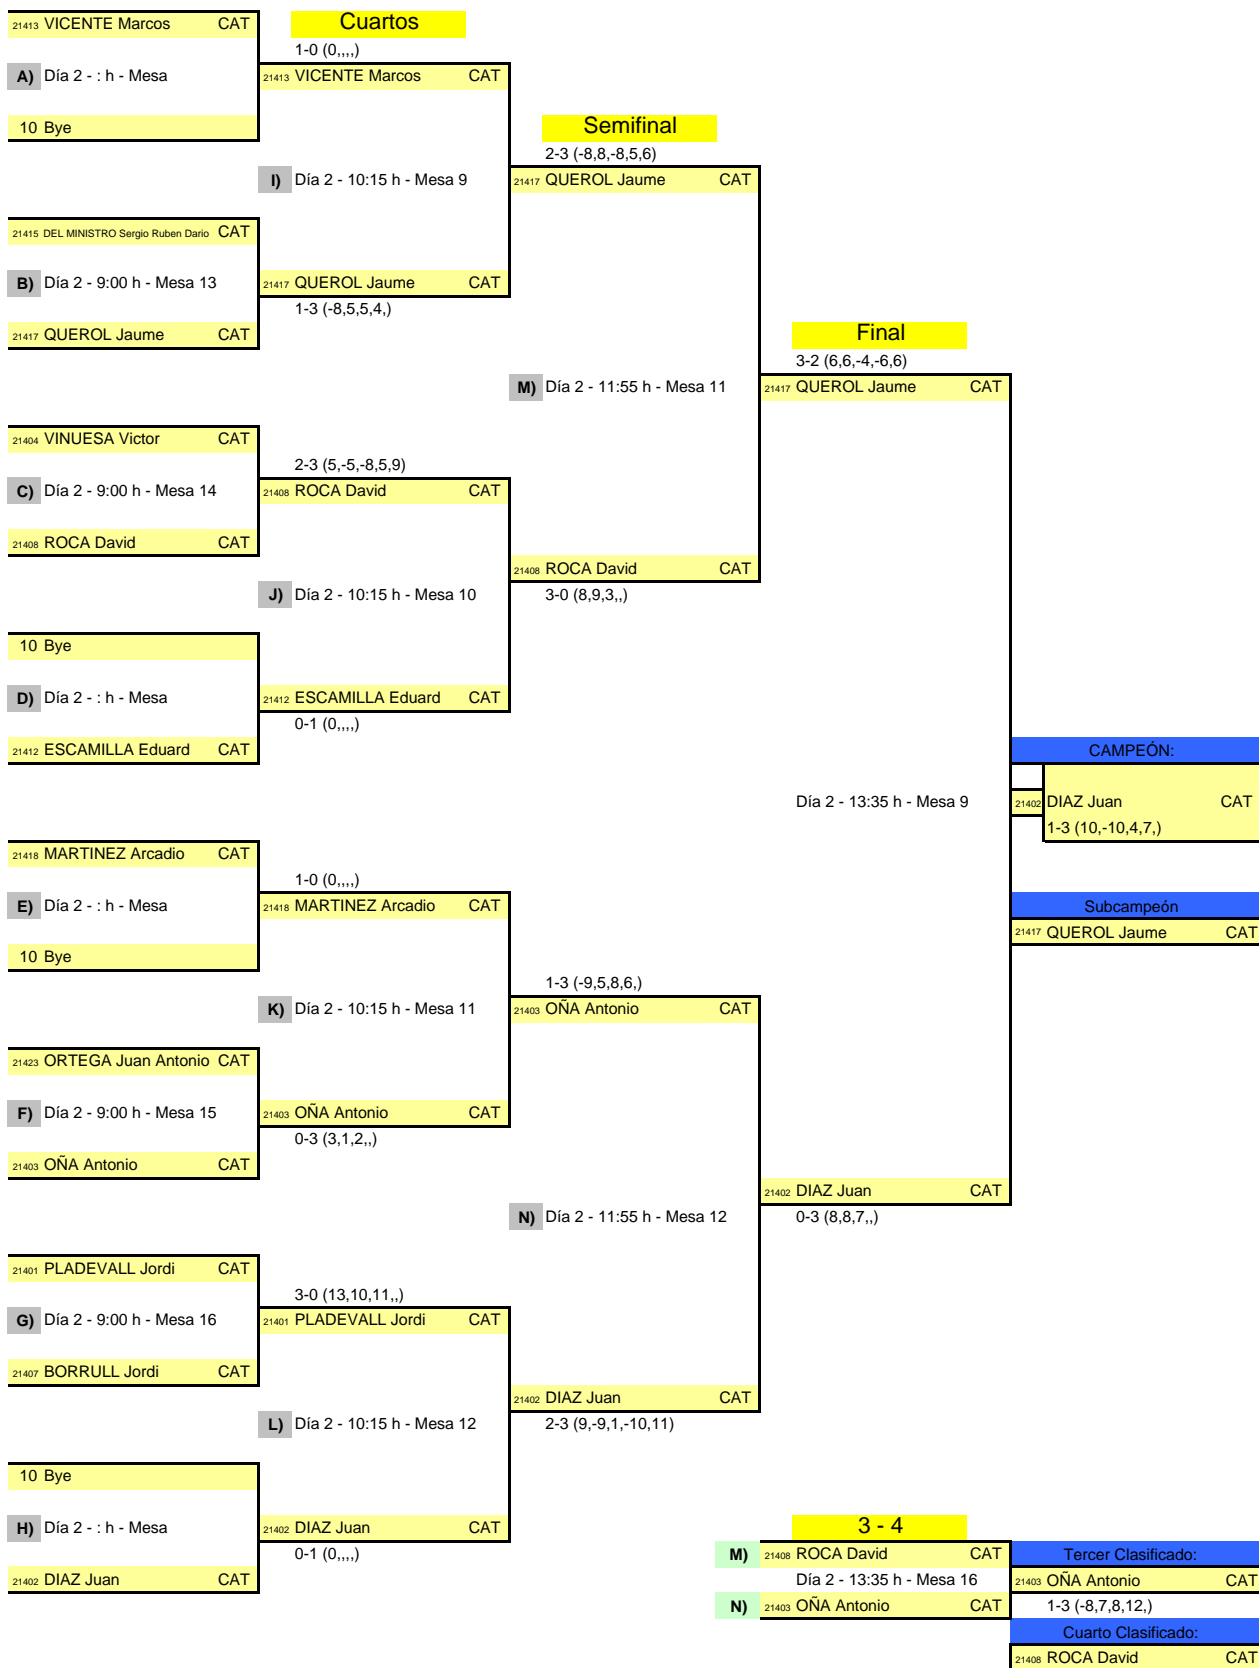 21413 VICENTE Marcos CAT
Cuartos
1-0 (0,,,,)
A) Día 2 - : h - Mesa
21413 VICENTE Marcos CAT
10 Bye
Semifinal
2-3 (-8,8,-8,5,6)
I) Día 2 - 10:15 h - Mesa 9
21417 QUEROL Jaume CAT
21415 DEL MINISTRO Sergio Ruben Dario CAT
B) Día 2 - 9:00 h - Mesa 13
21417 QUEROL Jaume CAT
1-3 (-8,5,5,4,)
21417 QUEROL Jaume CAT
Final
3-2 (6,6,-4,-6,6)
M) Día 2 - 11:55 h - Mesa 11
21417 QUEROL Jaume CAT
21404 VINUESA Victor CAT
2-3 (5,-5,-8,5,9)
C) Día 2 - 9:00 h - Mesa 14
21408 ROCA David CAT
21408 ROCA David CAT
21408 ROCA David CAT
J) Día 2 - 10:15 h - Mesa 10
3-0 (8,9,3,,)
10 Bye
D) Día 2 - : h - Mesa
21412 ESCAMILLA Eduard CAT
0-1 (0,,,,)
21412 ESCAMILLA Eduard CAT
CAMPEÓN:
Día 2 - 13:35 h - Mesa 9
21402 DIAZ Juan CAT
1-3 (10,-10,4,7,)
21418 MARTINEZ Arcadio CAT
1-0 (0,,,,)
E) Día 2 - : h - Mesa
21418 MARTINEZ Arcadio CAT
Subcampeón
21417 QUEROL Jaume CAT
10 Bye
1-3 (-9,5,8,6,)
K) Día 2 - 10:15 h - Mesa 11
21403 OÑA Antonio CAT
21423 ORTEGA Juan Antonio CAT
F) Día 2 - 9:00 h - Mesa 15
21403 OÑA Antonio CAT
0-3 (3,1,2,,)
21403 OÑA Antonio CAT
21402 DIAZ Juan CAT
N) Día 2 - 11:55 h - Mesa 12
0-3 (8,8,7,,)
21401 PLADEVALL Jordi CAT
3-0 (13,10,11,,)
G) Día 2 - 9:00 h - Mesa 16
21401 PLADEVALL Jordi CAT
21407 BORRULL Jordi CAT
21402 DIAZ Juan CAT
L) Día 2 - 10:15 h - Mesa 12
2-3 (9,-9,1,-10,11)
10 Bye
H) Día 2 - : h - Mesa
21402 DIAZ Juan CAT
0-1 (0,,,,)
21402 DIAZ Juan CAT
3 - 4
M) 21408 ROCA David CAT
Tercer Clasificado:
Día 2 - 13:35 h - Mesa 16
21403 OÑA Antonio CAT
N) 21403 OÑA Antonio CAT
1-3 (-8,7,8,12,)
Cuarto Clasificado:
21408 ROCA David CAT